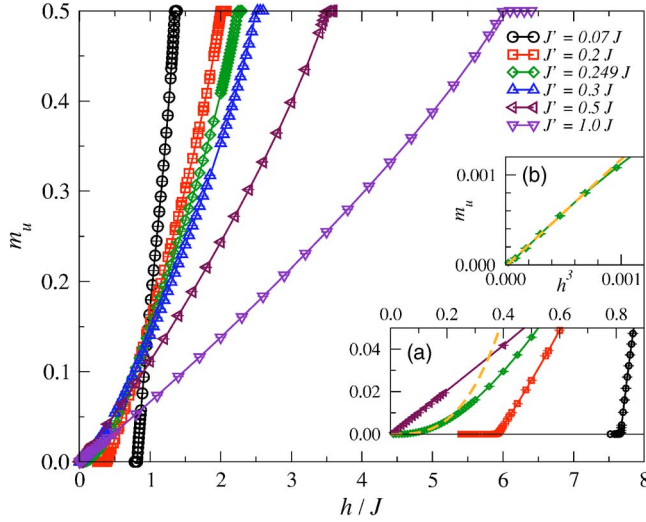 0.5
0.4
0.3
0.2
0.1
0.0
m_u
J' = 0.07 J
J' = 0.2 J
J' = 0.249 J
J' = 0.3 J
J' = 0.5 J
J' = 1.0 J
(b)
m_u
0.001
0.000
0.000
h^3
0.001
0.0 0.2 0.4 0.6 0.8
(a)
0.04
0.02
0.00
0 1 2 3 4 5 6 7 8
h / J